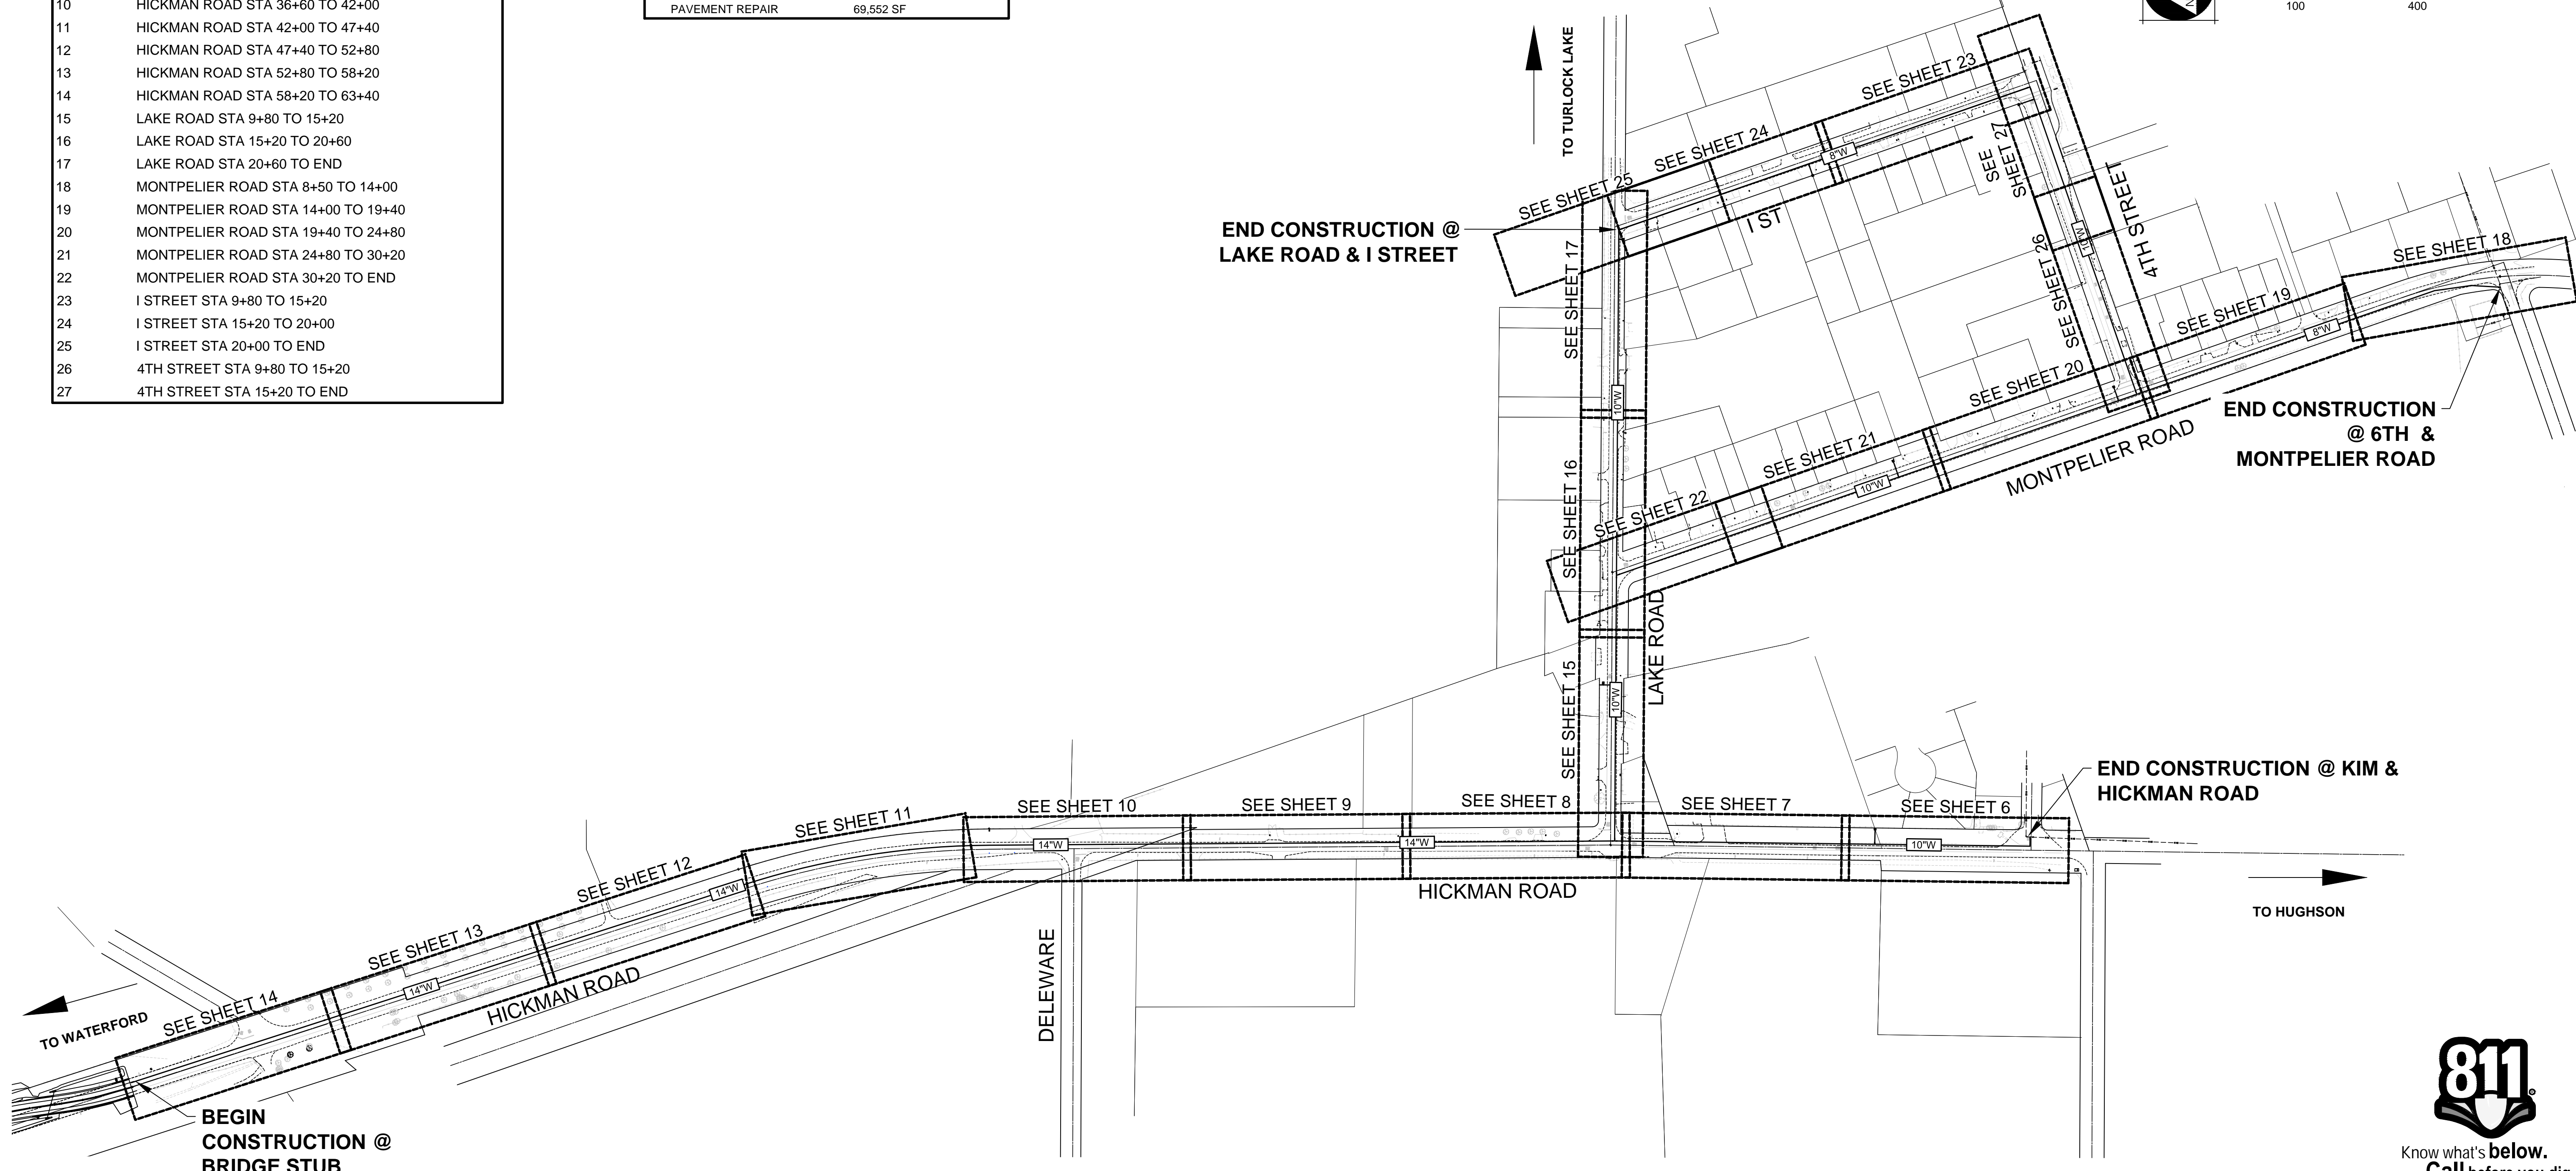 10 HICKMAN ROAD STA 36+60 TO 42+00
11 HICKMAN ROAD STA 42+00 TO 47+40
12 HICKMAN ROAD STA 47+40 TO 52+80
13 HICKMAN ROAD STA 52+80 TO 58+20
14 HICKMAN ROAD STA 58+20 TO 63+40
15 LAKE ROAD STA 9+80 TO 15+20
16 LAKE ROAD STA 15+20 TO 20+60
17 LAKE ROAD STA 20+60 TO END
18 MONTPELIER ROAD STA 8+50 TO 14+00
19 MONTPELIER ROAD STA 14+00 TO 19+40
20 MONTPELIER ROAD STA 19+40 TO 24+80
21 MONTPELIER ROAD STA 24+80 TO 30+20
22 MONTPELIER ROAD STA 30+20 TO END
23 I STREET STA 9+80 TO 15+20
24 I STREET STA 15+20 TO 20+00
25 I STREET STA 20+00 TO END
26 4TH STREET STA 9+80 TO 15+20
27 4TH STREET STA 15+20 TO END
PAVEMENT REPAIR 69,552 SF
N
100 400
TO TURLOCK LAKE
SEE SHEET 23
SEE SHEET 24
SEE SHEET 25
8"W
I ST
SEE
SHEET 27
SEE SHEET 26
10"W
4TH STREET
END CONSTRUCTION @
LAKE ROAD & I STREET
SEE SHEET 17
10"W
SEE SHEET 16
SEE SHEET 15
10"W
LAKE ROAD
SEE SHEET 18
SEE SHEET 19
8"W
SEE SHEET 20
SEE SHEET 21
10"W
SEE SHEET 22
MONTPELIER ROAD
END CONSTRUCTION
@ 6TH &
MONTPELIER ROAD
END CONSTRUCTION @ KIM &
HICKMAN ROAD
SEE SHEET 6
10"W
SEE SHEET 7
SEE SHEET 8
14"W
SEE SHEET 9
SEE SHEET 10
14"W
SEE SHEET 11
SEE SHEET 12
14"W
SEE SHEET 13
14"W
SEE SHEET 14
HICKMAN ROAD
HICKMAN ROAD
TO HUGHSON
DELEWARE
TO WATERFORD
BEGIN
CONSTRUCTION @
BRIDGE STUB
811
Know what's below.
Call before you dig